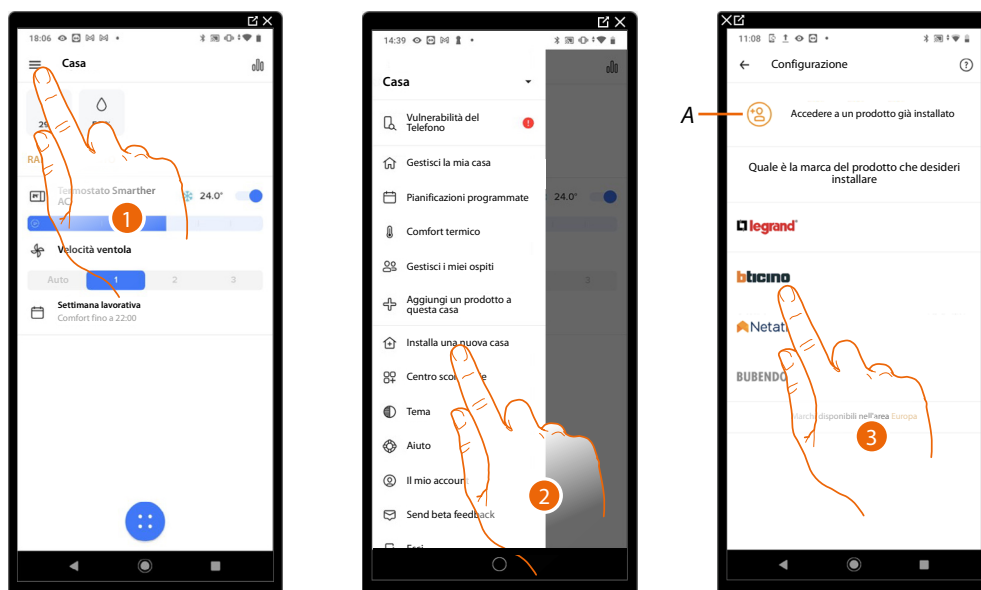 18:06
Casa
29
RA
Termostato Smarther
AC
24.0°
1
Velocità ventola
Auto 1 2 3
Settimana lavorativa
Comfort fino a 22:00
14:39
Casa
Vulnerabilità del
Telefono
Gestisci la mia casa
Pianificazioni programmate
24.0°
Comfort termico
Gestisci i miei ospiti
3
Aggiungi un prodotto a
questa casa
Installa una nuova casa
Centro
Tema
Aiuto
Il mio account
2
Send beta feedback
11:08
Configurazione
?
A
Accedere a un prodotto già installato
Quale è la marca del prodotto che desideri
installare
legrand
bticino
Netat
BUBENDO
disponibili nell'area Europa
3